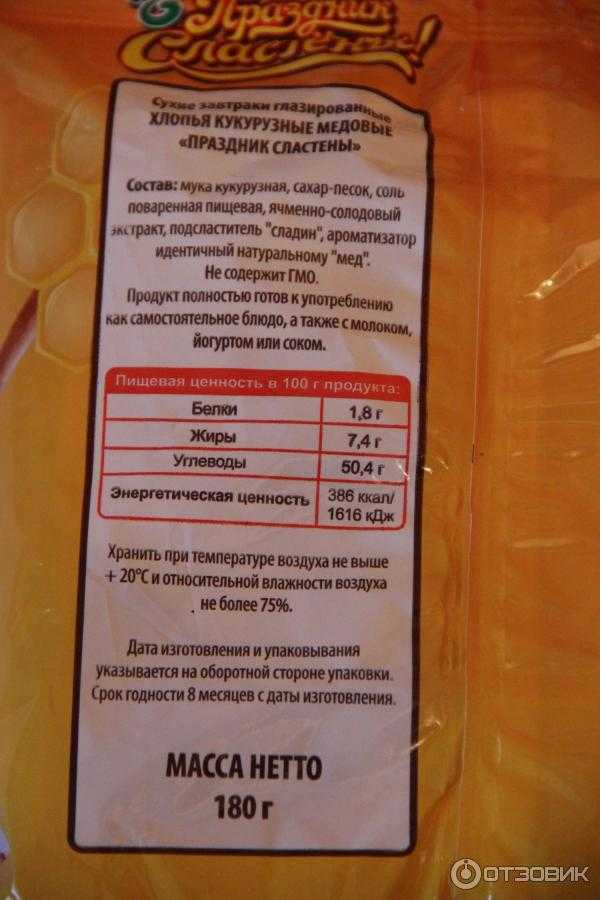 Праздник
Сластёны!
Сухие завтраки глазированные
ХЛОПЬЯ КУКУРУЗНЫЕ МЕДОВЫЕ
«ПРАЗДНИК СЛАСТЕНЫ»
Состав: мука кукурузная, сахар-песок, соль
поваренная пищевая, ячменно-солодовый
экстракт, подсластитель "сладин", ароматизатор
идентичный натуральному "мед".
Не содержит ГМО.
Продукт полностью готов к употреблению
как самостоятельное блюдо, а также с молоком,
йогуртом или соком.
Пищевая ценность в 100 г продукта:
Белки 1,8 г
Жиры 7,4 г
Углеводы 50,4 г
Энергетическая ценность 386 ккал/
1616 кДж
Хранить при температуре воздуха не выше
+ 20°С и относительной влажности воздуха
не более 75%.
Дата изготовления и упаковывания
указывается на оборотной стороне упаковки.
Срок годности 8 месяцев с даты изготовления.
МАССА НЕТТО
180 г
ОТЗОВИК